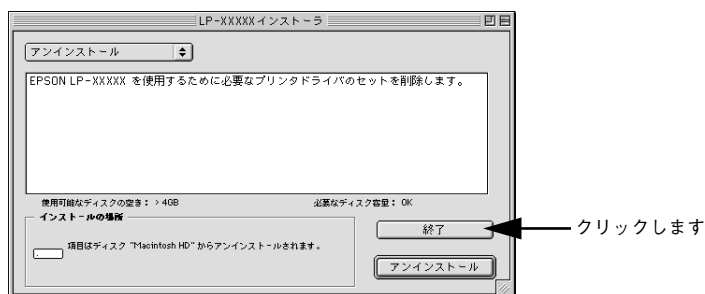 LP-XXXXXインストーラ
アンインストール
EPSON LP-XXXXX を使用するために必要なプリンタドライバのセットを削除します。
使用可能なディスクの空き：>4GB 必要なディスク容量：OK
インストールの場所
項目はディスク "Macintosh HD" からアンインストールされます。
終了
クリックします
アンインストール